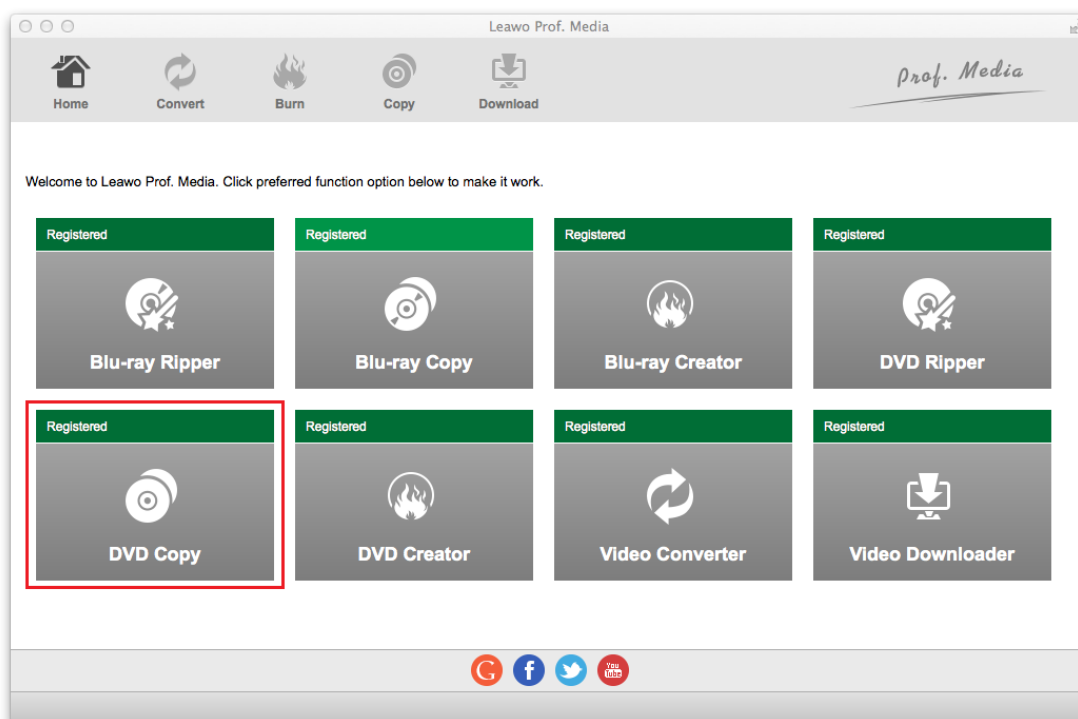 Leawo Prof. Media
Home Convert Burn Copy Download
Prof. Media
Welcome to Leawo Prof. Media. Click preferred function option below to make it work.
Registered Registered Registered Registered
Blu-ray Ripper Blu-ray Copy Blu-ray Creator DVD Ripper
Registered Registered Registered Registered
DVD Copy DVD Creator Video Converter Video Downloader
G f You Tube